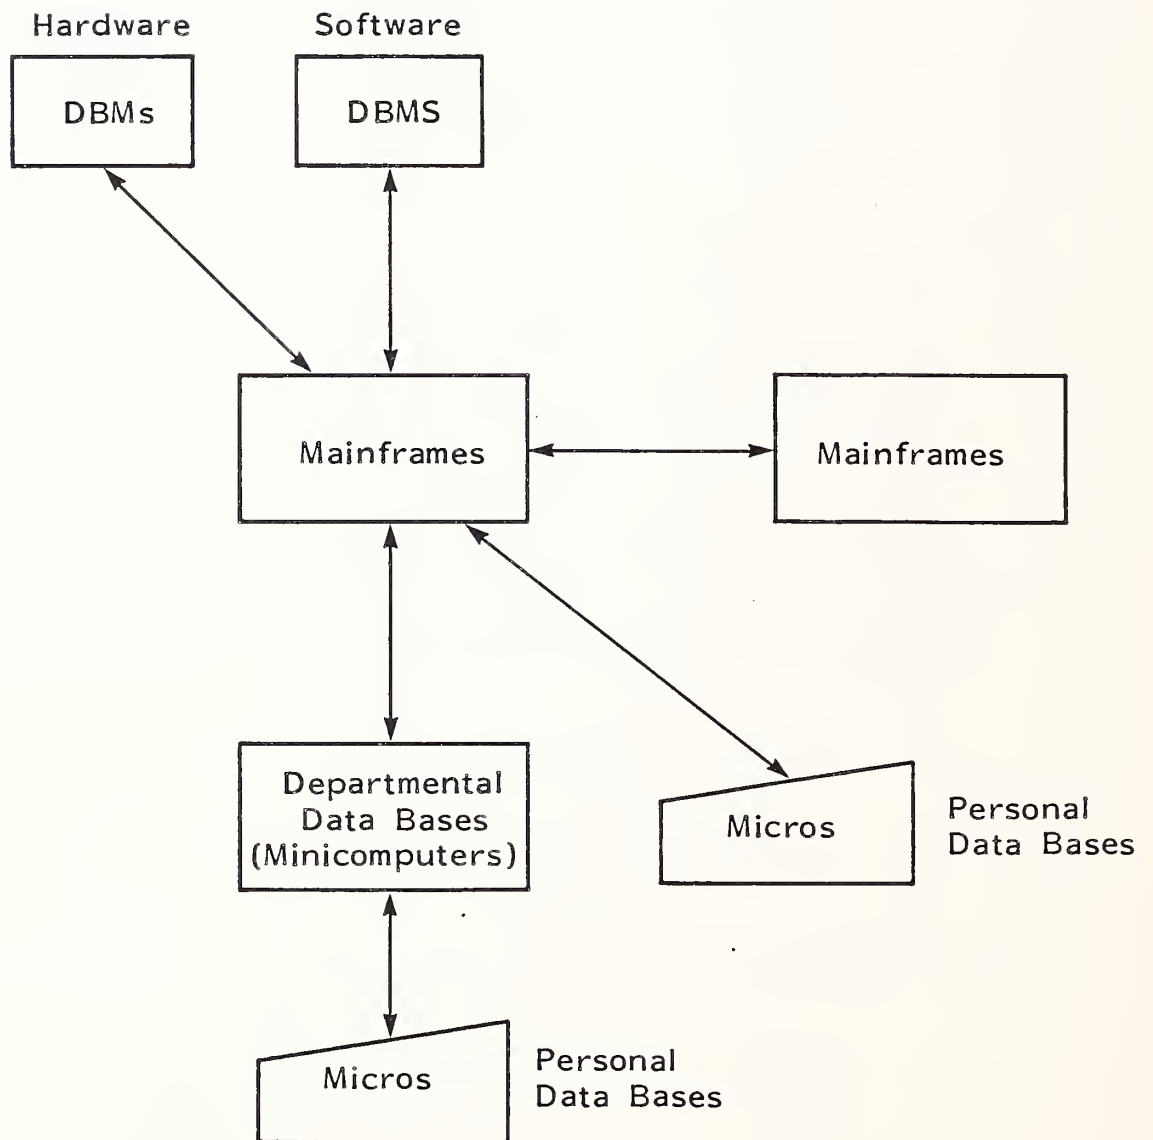 Hardware
Software
DBMs
DBMS
Mainframes
Mainframes
Departmental
Data Bases
(Minicomputers)
Micros
Personal
Data Bases
Micros
Personal
Data Bases